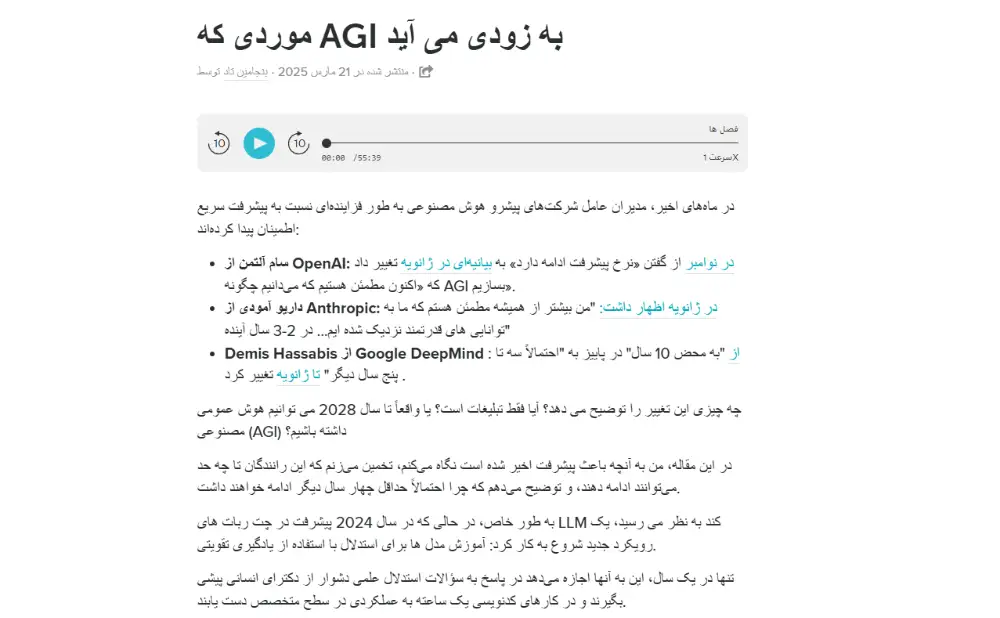 موردی که AGI به زودی می آید
توسط بنجامین تاد · منتشر شده در 21 مارس 2025 ·
10
10
فصل ها
00:00 /55:39
سرعت 1X
در ماه‌های اخیر، مدیران عامل شرکت‌های پیشرو هوش مصنوعی به طور فزاینده‌ای نسبت به پیشرفت سریع
اطمینان پیدا کرده‌اند:
سام آلتمن از OpenAI: در نوامبر از گفتن «نرخ پیشرفت ادامه دارد» به بیانیه‌ای در ژانویه تغییر داد
که «اکنون مطمئن هستیم که می‌دانیم چگونه AGI بسازیم».
داریو آمودی از Anthropic: در ژانویه اظهار داشت: "من بیشتر از همیشه مطمئن هستم که ما به
توانایی های قدرتمند نزدیک شده ایم... در 2-3 سال آینده"
Demis Hassabis از Google DeepMind : از "به محض 10 سال" در پاییز به "احتمالاً سه تا
پنج سال دیگر" تا ژانویه تغییر کرد .
چه چیزی این تغییر را توضیح می دهد؟ آیا فقط تبلیغات است؟ یا واقعاً تا سال 2028 می توانیم هوش عمومی
مصنوعی (AGI) داشته باشیم؟
در این مقاله، من به آنچه باعث پیشرفت اخیر شده است نگاه می‌کنم، تخمین می‌زنم که این رانندگان تا چه حد
می‌توانند ادامه دهند، و توضیح می‌دهم که چرا احتمالاً حداقل چهار سال دیگر ادامه خواهند داشت.
به طور خاص، در حالی که در سال 2024 پیشرفت در چت ربات های LLM کند به نظر می رسید، یک
رویکرد جدید شروع به کار کرد: آموزش مدل ها برای استدلال با استفاده از یادگیری تقویتی.
تنها در یک سال، این به آنها اجازه می‌دهد در پاسخ به سؤالات استدلال علمی دشوار از دکترای انسانی پیشی
بگیرند و در کارهای کدنویسی یک ساعته به عملکردی در سطح متخصص دست یابند.